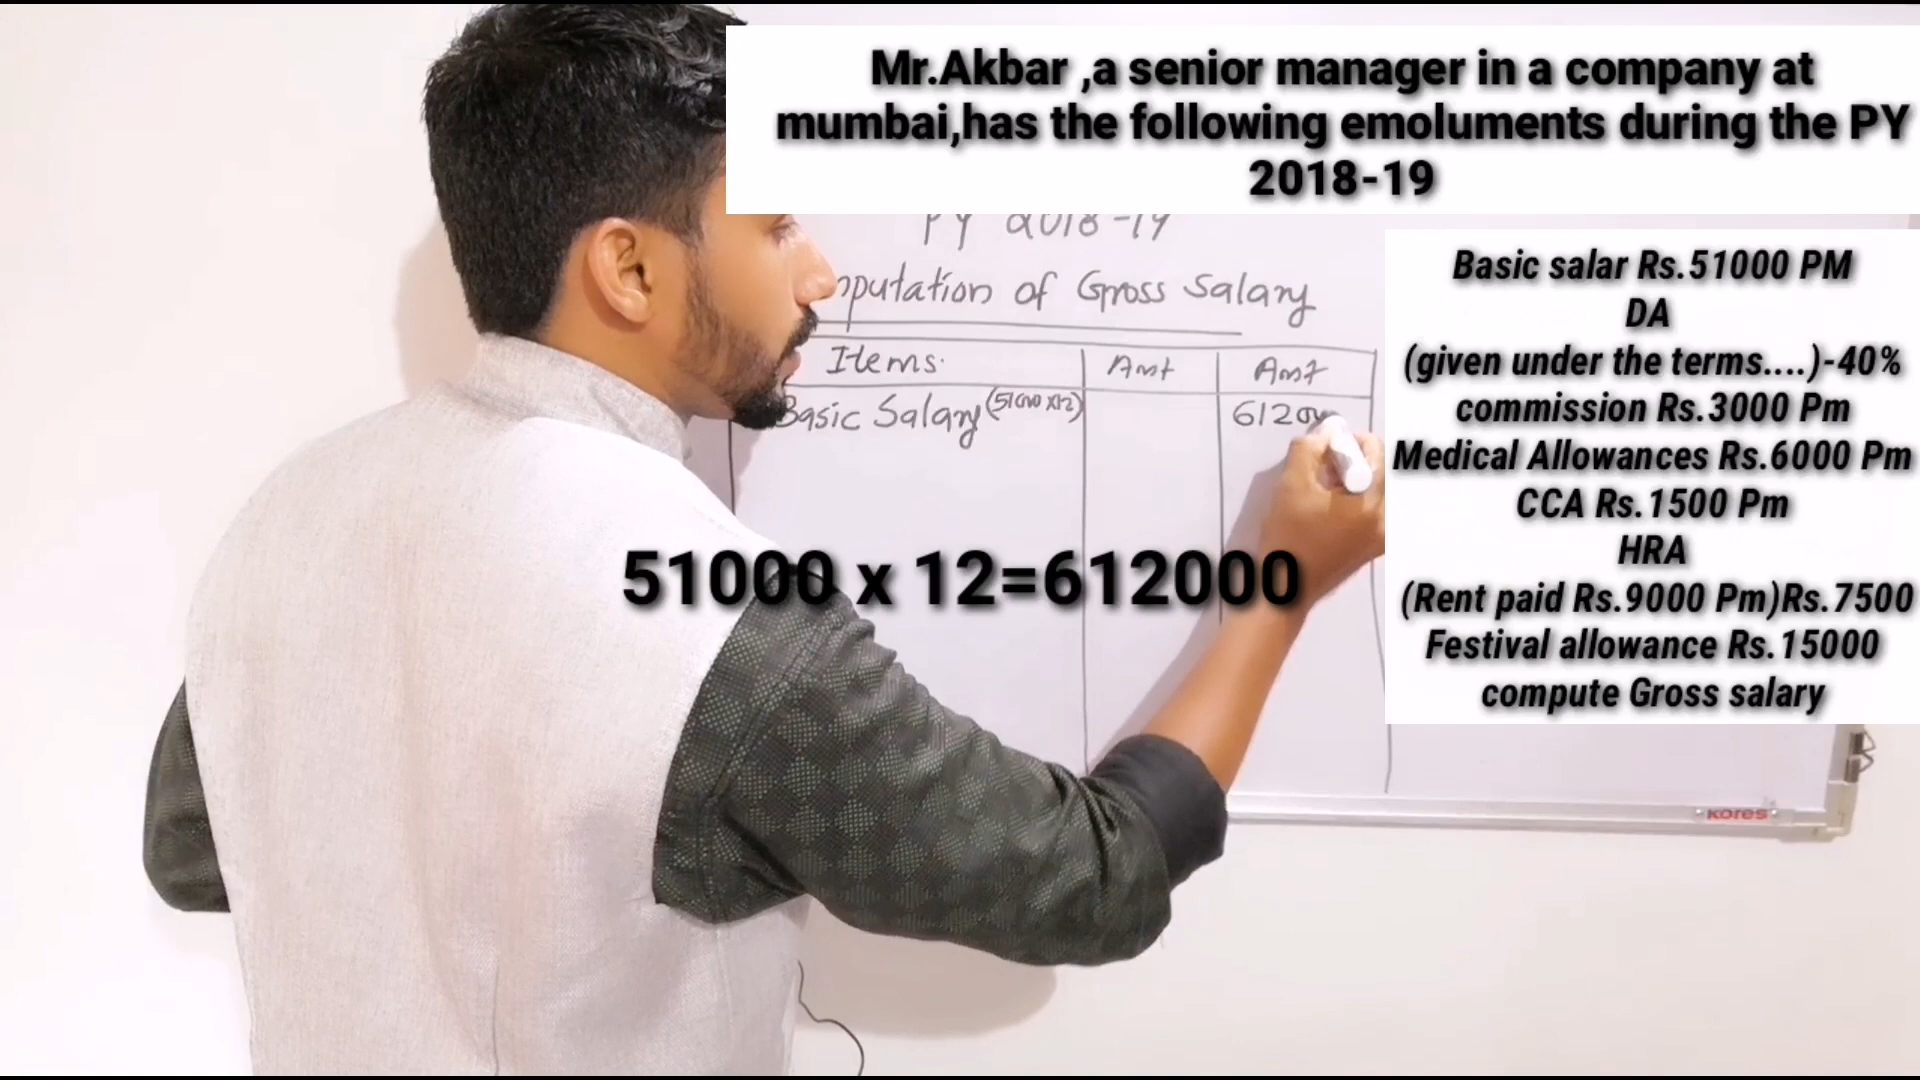 Mr.Akbar ,a senior manager in a company at
mumbai,has the following emoluments during the PY
2018-19
PY 2018-19
mputation of Gross Salary
Items.
Amt
Amt
Basic Salary (51000 x12)
61200
Basic salar Rs.51000 PM
DA
(given under the terms....)-40%
commission Rs.3000 Pm
Medical Allowances Rs.6000 Pm
CCA Rs.1500 Pm
HRA
(Rent paid Rs.9000 Pm)Rs.7500
Festival allowance Rs.15000
compute Gross salary
51000 x 12=612000
KORES